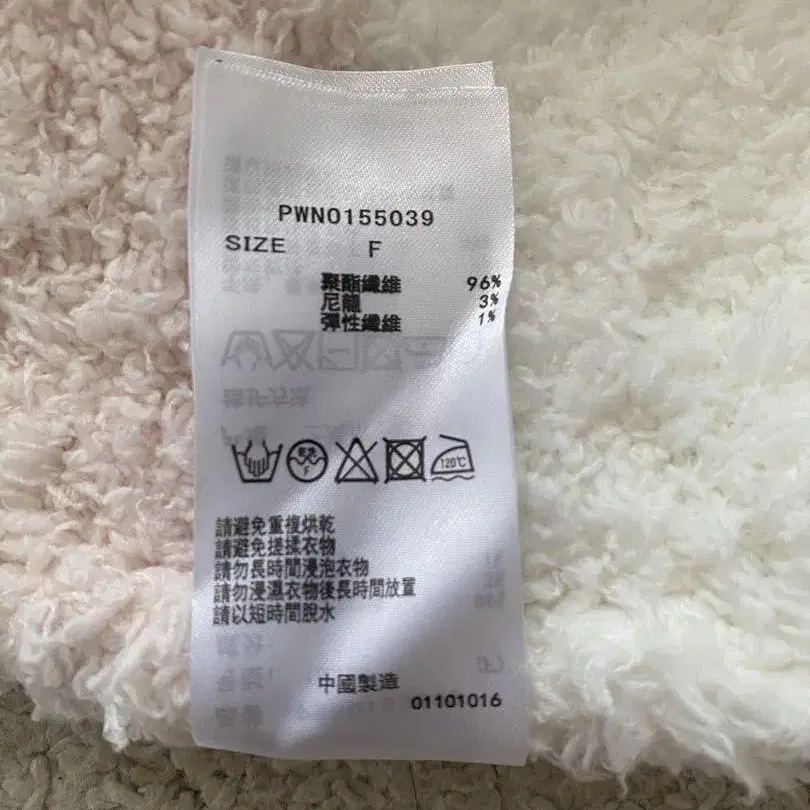 PWN0155039
SIZE F
聚酯纖維 96%
尼龍 3%
彈性纖維 1%
乾洗
F
120℃
請避免重複烘乾
請避免搓揉衣物
請勿長時間浸泡衣物
請勿浸濕衣物後長時間放置
請以短時間脫水
中國製造
01101016